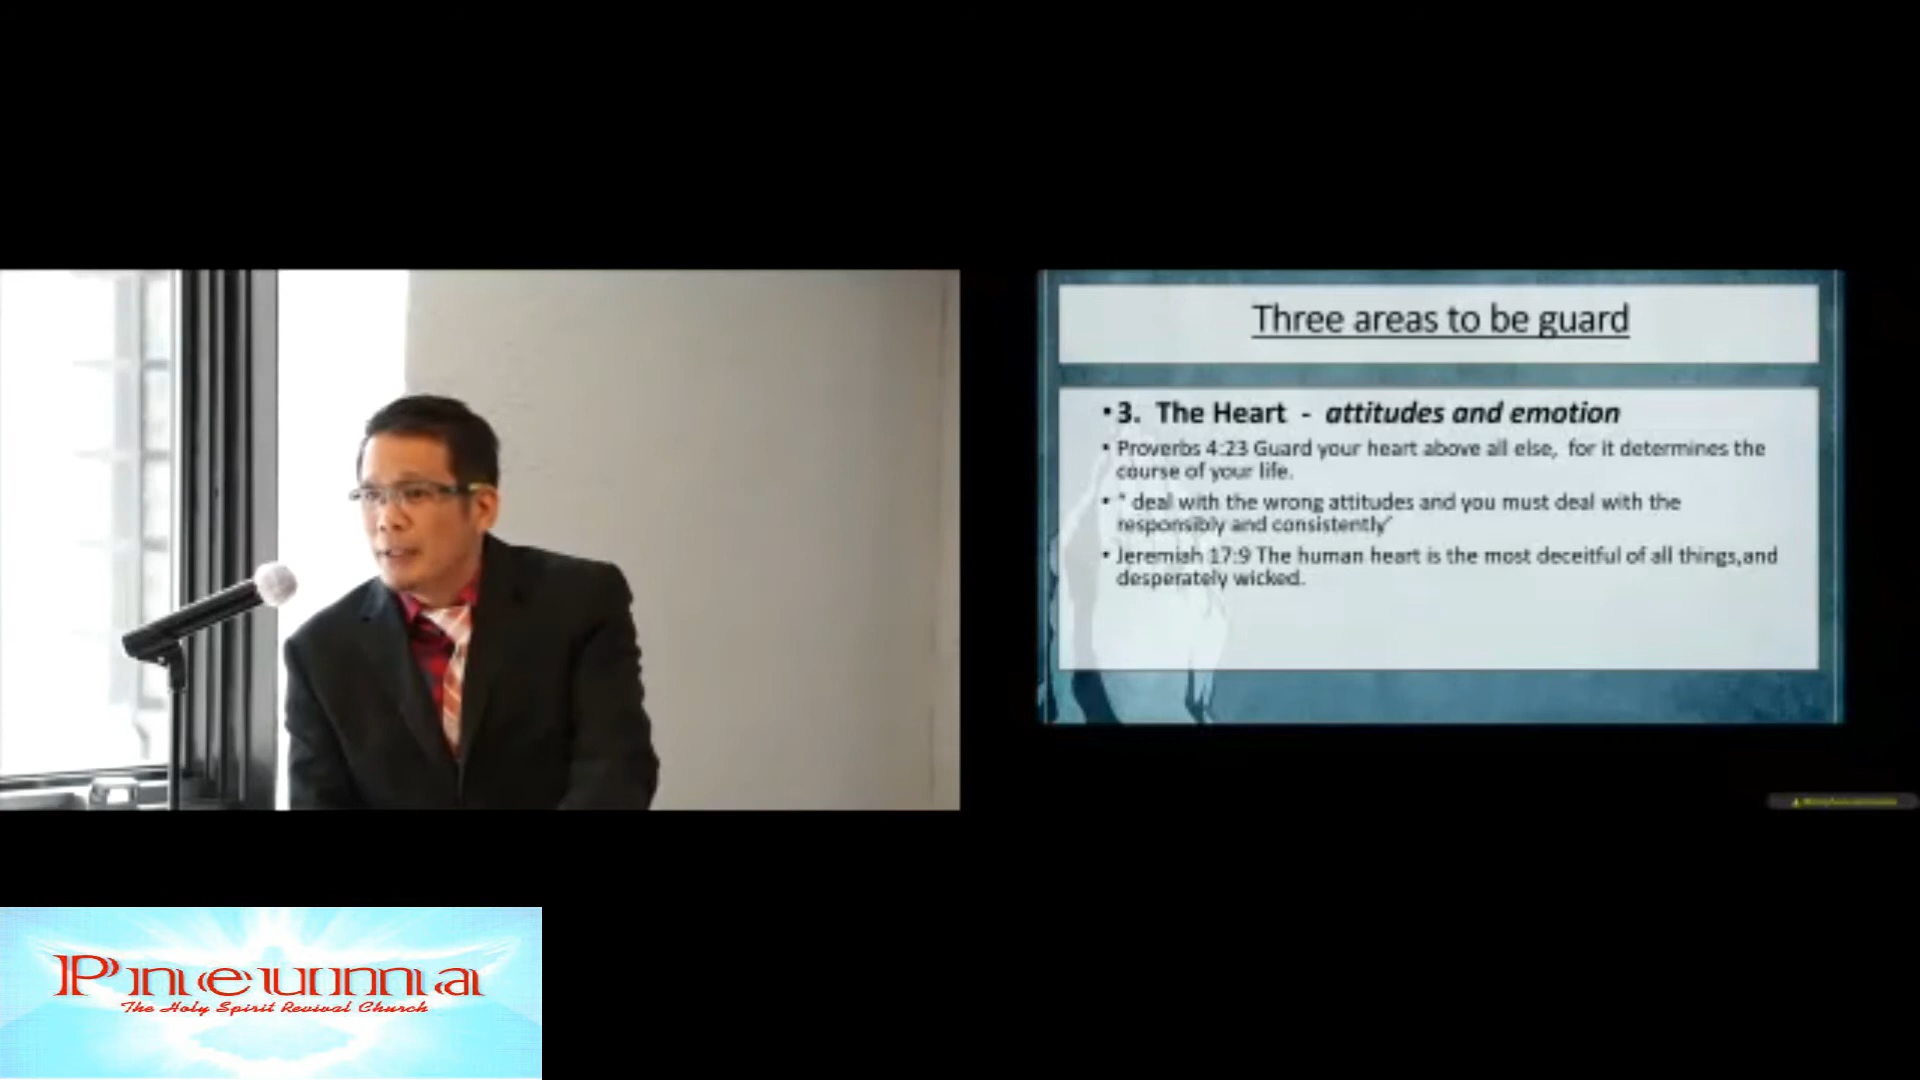 Three areas to be guard
• 3. The Heart - attitudes and emotion
• Proverbs 4:23 Guard your heart above all else, for it determines the
course of your life.
• " deal with the wrong attitudes and you must deal with the
responsibly and consistently"
• Jeremiah 17:9 The human heart is the most deceitful of all things,and
desperately wicked.
Pneuma
The Holy Spirit Revival Church